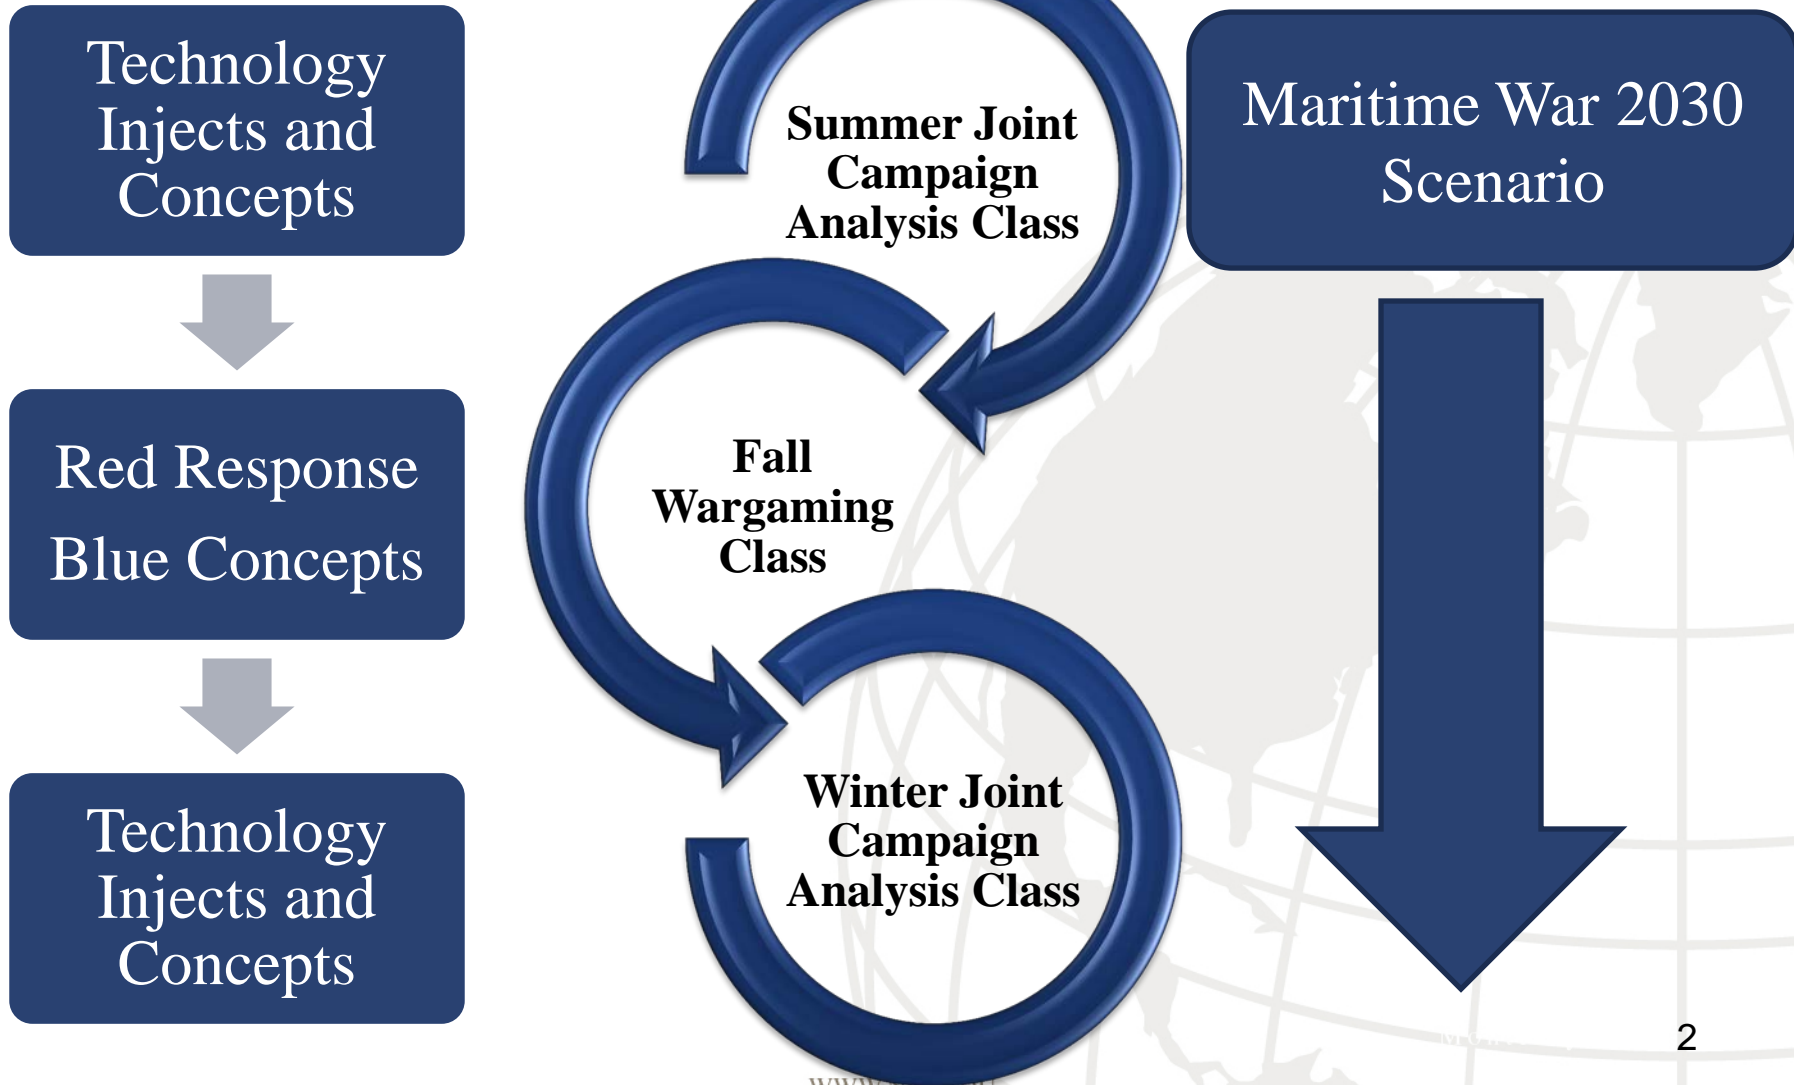 Technology
Injects and
Concepts
Red Response
Blue Concepts
Technology
Injects and
Concepts
Summer Joint
Campaign
Analysis Class
Fall
Wargaming
Class
Winter Joint
Campaign
Analysis Class
Maritime War 2030
Scenario
2